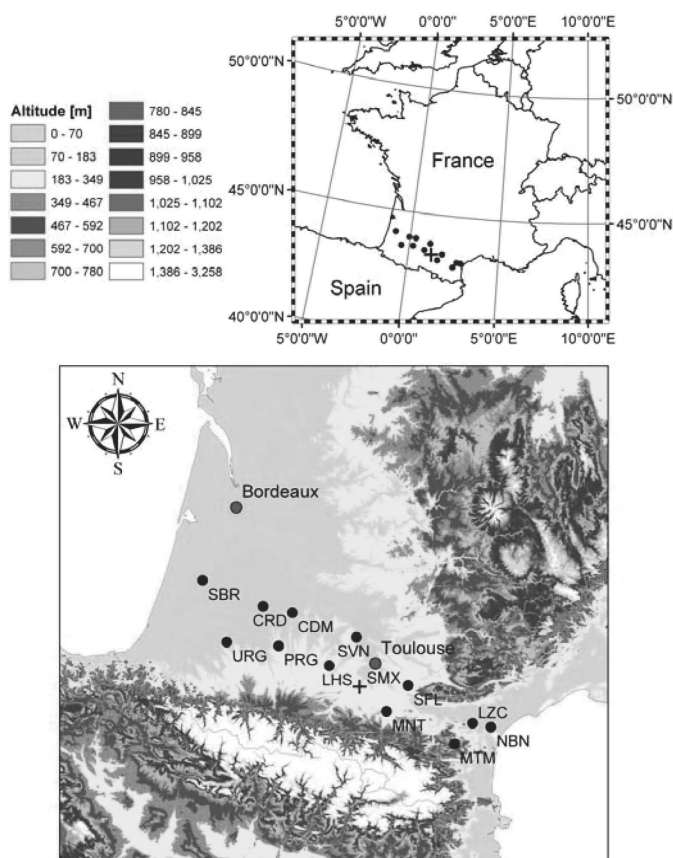 5°0'0"W 0°0'0" 5°0'0"E 10°0'0"E
50°0'0"N
50°0'0"N
Altitude [m]
0 - 70
70 - 183
183 - 349
349 - 467
467 - 592
592 - 700
700 - 780
780 - 845
845 - 899
899 - 958
958 - 1,025
1,025 - 1,102
1,102 - 1,202
1,202 - 1,386
1,386 - 3,258
France
45°0'0"N
45°0'0"N
Spain
40°0'0"N
5°0'0"W 0°0'0" 5°0'0"E 10°0'0"E
N
W E
S
Bordeaux
SBR
CRD
CDM
URG
PRG
SVN
Toulouse
LHS
SMX
SFL
MNT
LZC
NBN
MTM